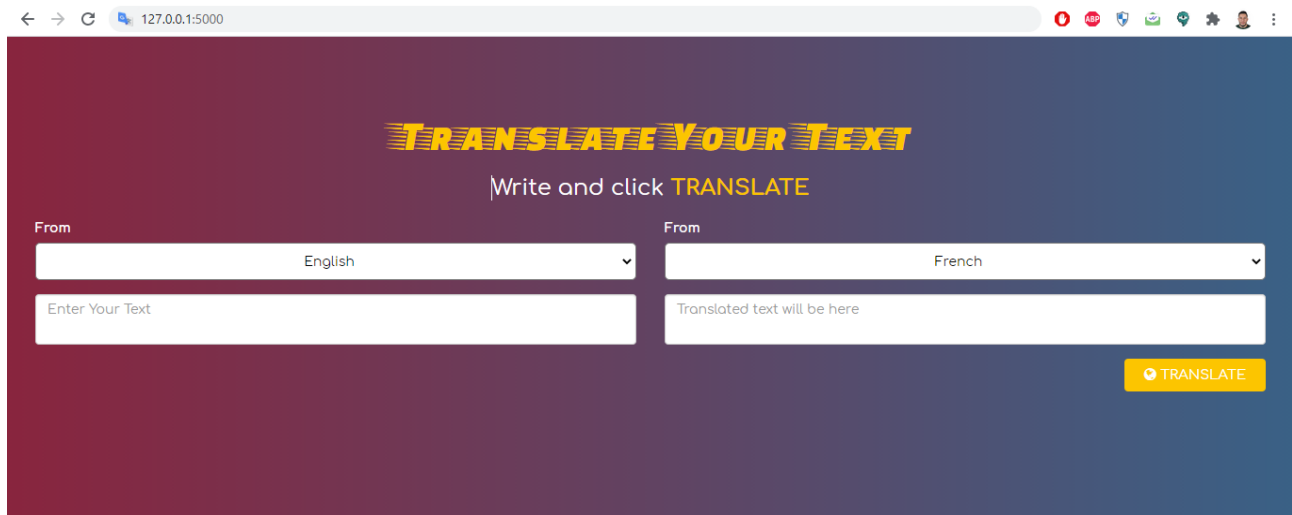 127.0.0.1:5000
ABP
Translate Your Text
Write and click TRANSLATE
From
English
Enter Your Text
From
French
Translated text will be here
TRANSLATE